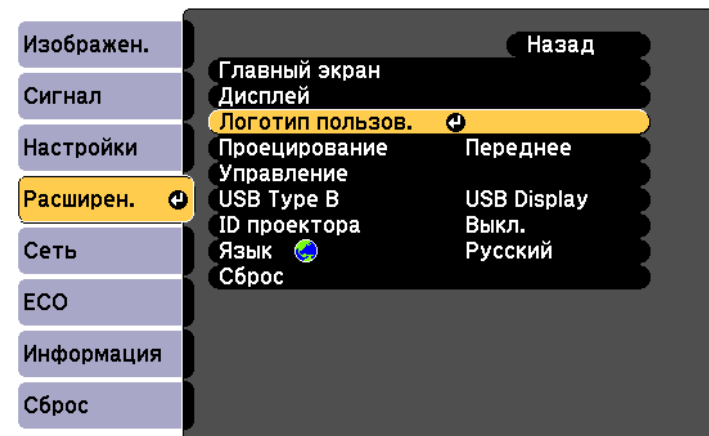 Изображен.
Сигнал
Настройки
Расширен.
Сеть
ECO
Информация
Сброс
Назад
Главный экран
Дисплей
Логотип пользов.
Проецирование Переднее
Управление
USB Type B USB Display
ID проектора Выкл.
Язык Русский
Сброс